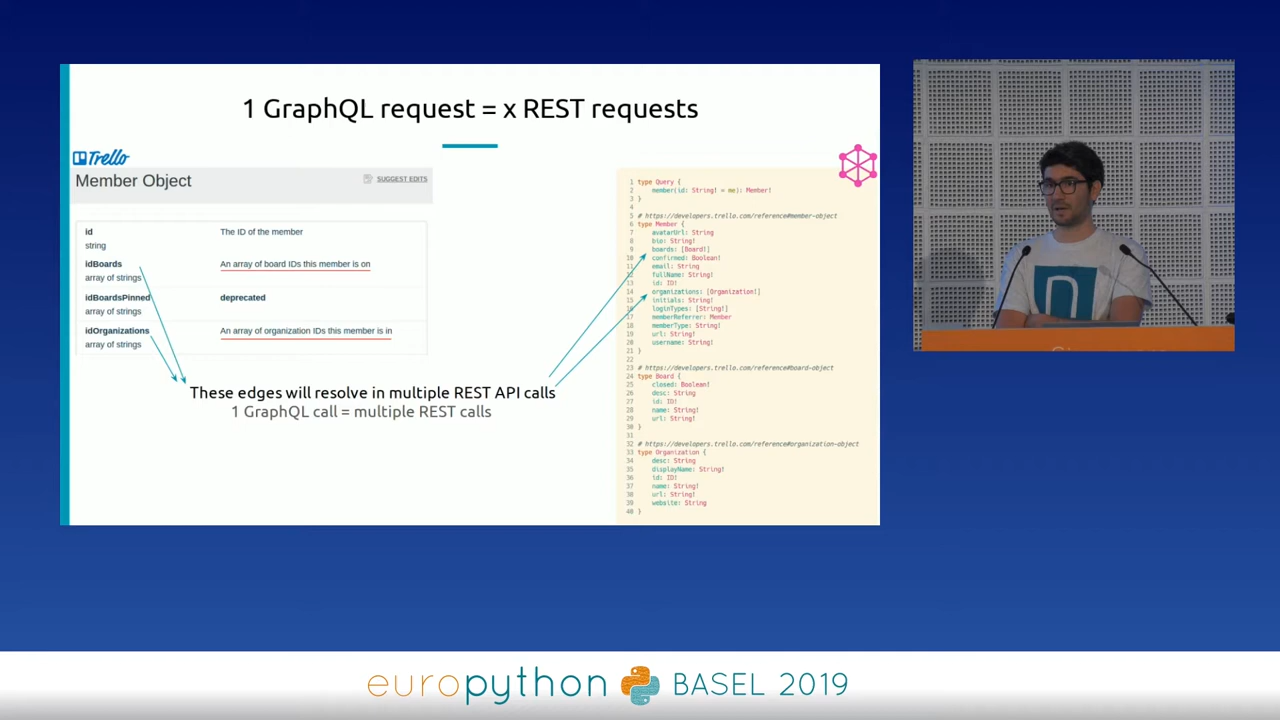 1 GraphQL request = x REST requests
Trello
Member Object
SUGGEST EDITS
id
The ID of the member
string
idBoards
An array of board IDs this member is on
array of strings
idBoardsPinned
deprecated
array of strings
idOrganizations
An array of organization IDs this member is in
array of strings
These edges will resolve in multiple REST API calls
1 GraphQL call = multiple REST calls
1 type Query {
2 member(id: String! = me): Member!
3 }
4
5 # https://developers.trello.com/reference#member-object
6 type Member {
7 avatarUrl: String
8 bio: String!
9 boards: [Board!]
10 confirmed: Boolean!
11 email: String
12 fullName: String!
13 id: ID!
14 organizations: [Organization!]
15 initials: String!
16 loginTypes: [String!]
17 memberReferrer: Member
18 memberType: String!
19 url: String!
20 username: String!
21 }
22
23 # https://developers.trello.com/reference#board-object
24 type Board {
25 closed: Boolean!
26 desc: String
27 id: ID!
28 name: String!
29 url: String!
30 }
31
32 # https://developers.trello.com/reference#organization-object
33 type Organization {
34 desc: String
35 displayName: String!
36 id: ID!
37 name: String!
38 url: String!
39 website: String
40 }
europython BASEL 2019